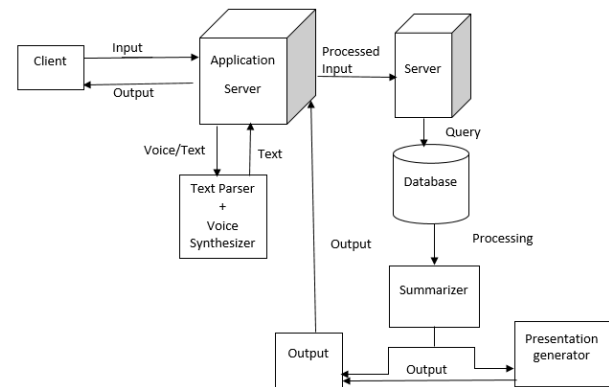 Client
Input
Output
Application
Server
Processed
Input
Server
Query
Voice/Text
Text
Text Parser
+
Voice
Synthesizer
Database
Processing
Output
Summarizer
Output
Output
Presentation
generator